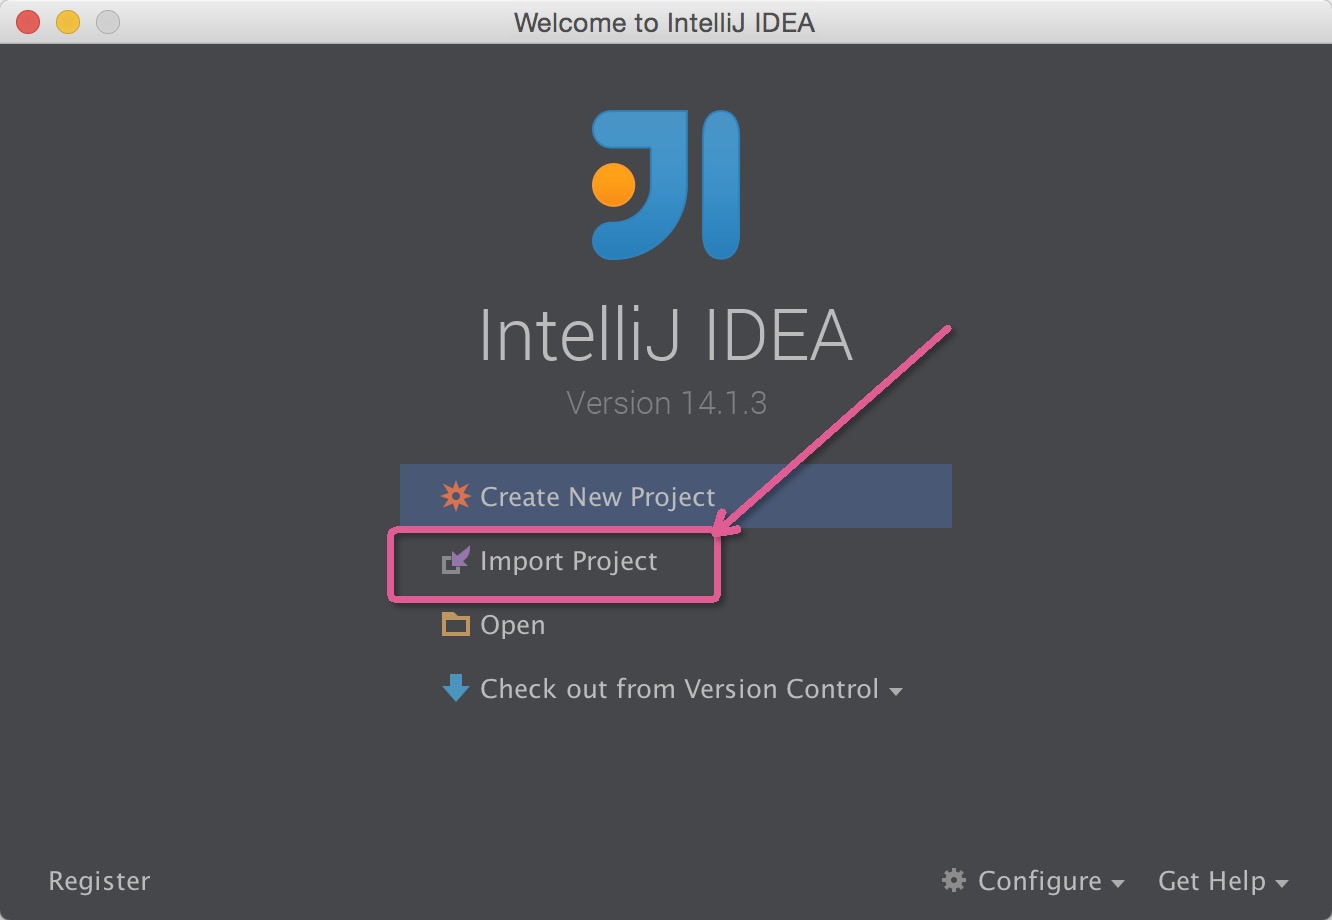 Welcome to IntelliJ IDEA
IntelliJ IDEA
Version 14.1.3
Create New Project
Import Project
Open
Check out from Version Control
Register
Configure
Get Help